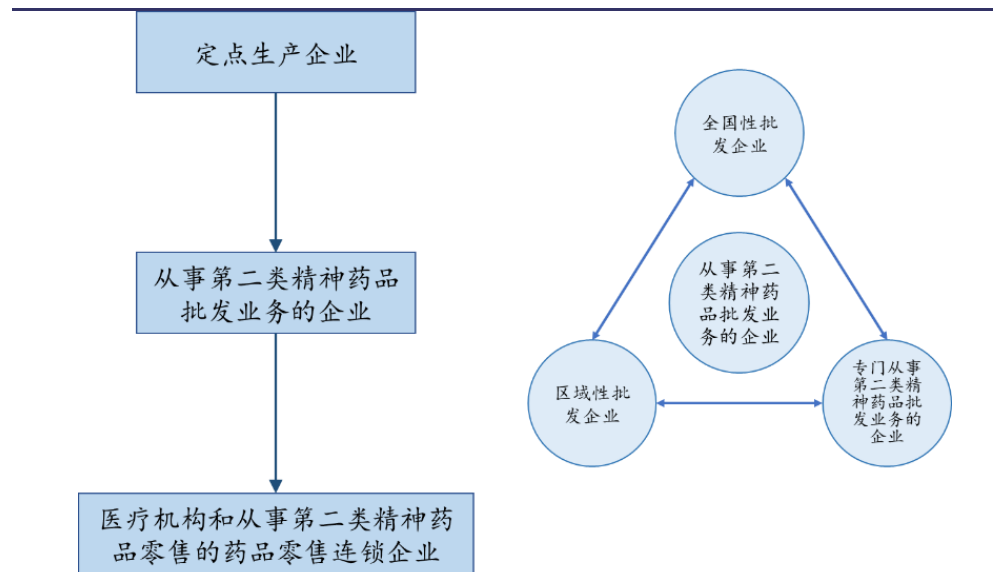 定点生产企业
从事第二类精神药品
批发业务的企业
医疗机构和从事第二类精神药
品零售的药品零售连锁企业
全国性批
发企业
从事第二
类精神药
品批发业
务的企业
区域性批
发企业
专门从事
第二类精
神药品批
发业务的
企业